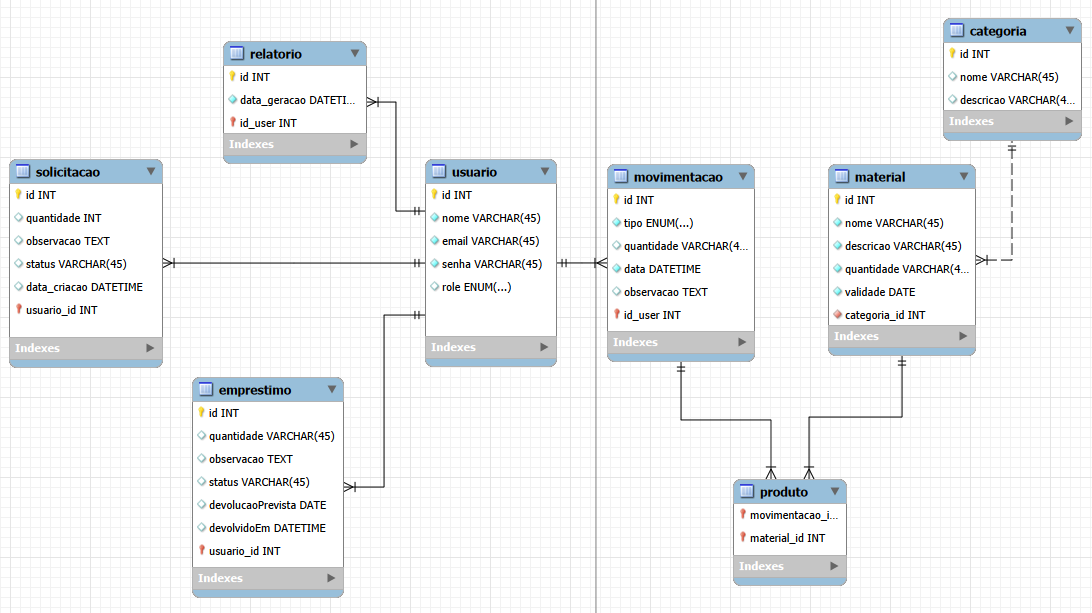 relatorio
id INT
data_geracao DATETI...
id_user INT
Indexes
solicitacao
id INT
quantidade INT
observacao TEXT
status VARCHAR(45)
data_criacao DATETIME
usuario_id INT
Indexes
usuario
id INT
nome VARCHAR(45)
email VARCHAR(45)
senha VARCHAR(45)
role ENUM(...)
Indexes
emprestimo
id INT
quantidade VARCHAR(45)
observacao TEXT
status VARCHAR(45)
devolucaoPrevista DATE
devolvidoEm DATETIME
usuario_id INT
Indexes
movimentacao
id INT
tipo ENUM(...)
quantidade VARCHAR(4...
data DATETIME
observacao TEXT
id_user INT
Indexes
categoria
id INT
nome VARCHAR(45)
descricao VARCHAR(4...
Indexes
material
id INT
nome VARCHAR(45)
descricao VARCHAR(45)
quantidade VARCHAR(4...
validade DATE
categoria_id INT
Indexes
produto
movimentacao_i...
material_id INT
Indexes